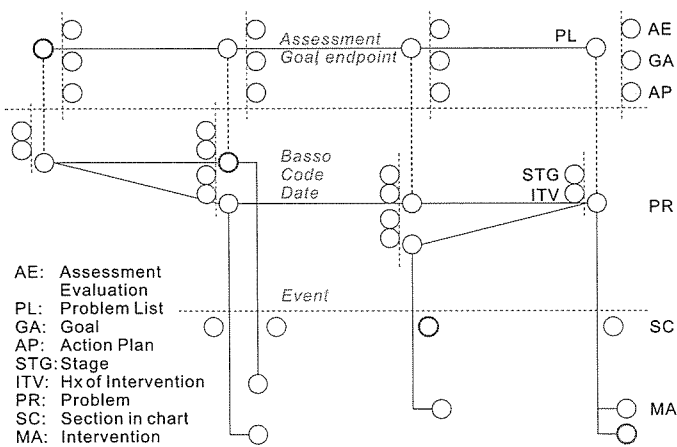 AE
PL
Assessment
Goal endpoint
GA
AP
Basso
Code
Date
STG
ITV
PR
AE: Assessment
Evaluation
PL: Problem List
GA: Goal
AP: Action Plan
STG: Stage
ITV: Hx of Intervention
PR: Problem
SC: Section in chart
MA: Intervention
Event
SC
MA